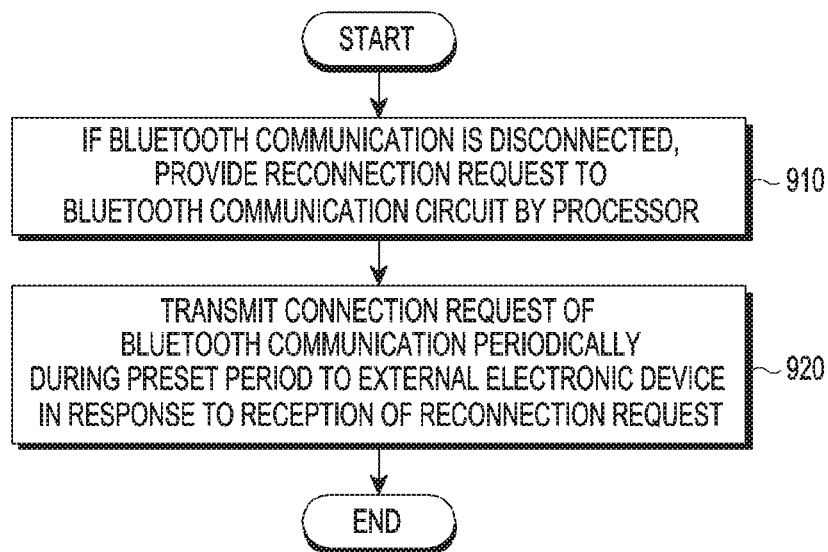 START
IF BLUETOOTH COMMUNICATION IS DISCONNECTED,
PROVIDE RECONNECTION REQUEST TO
BLUETOOTH COMMUNICATION CIRCUIT BY PROCESSOR
910
TRANSMIT CONNECTION REQUEST OF
BLUETOOTH COMMUNICATION PERIODICALLY
DURING PRESET PERIOD TO EXTERNAL ELECTRONIC DEVICE
IN RESPONSE TO RECEPTION OF RECONNECTION REQUEST
920
END